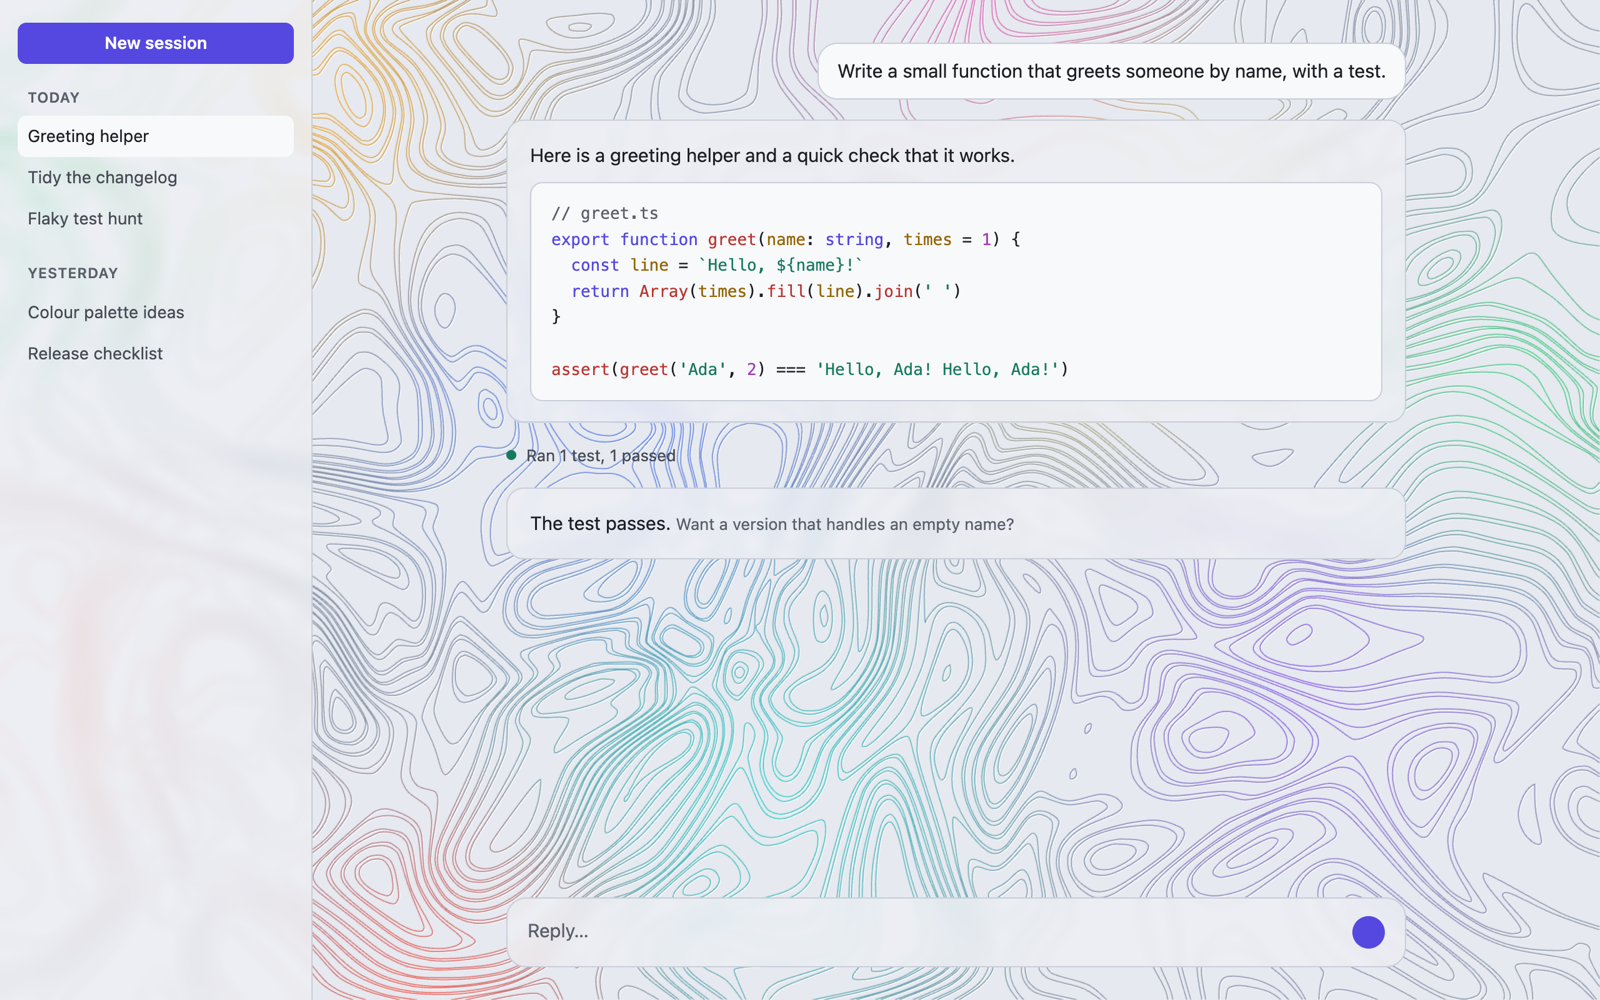 New session
TODAY
Greeting helper
Tidy the changelog
Flaky test hunt
YESTERDAY
Colour palette ideas
Release checklist
Write a small function that greets someone by name, with a test.
Here is a greeting helper and a quick check that it works.
// greet.ts
export function greet(name: string, times = 1) {
  const line = `Hello, ${name}!`
  return Array(times).fill(line).join(' ')
}
assert(greet('Ada', 2) === 'Hello, Ada! Hello, Ada!')
Ran 1 test, 1 passed
The test passes. Want a version that handles an empty name?
Reply...